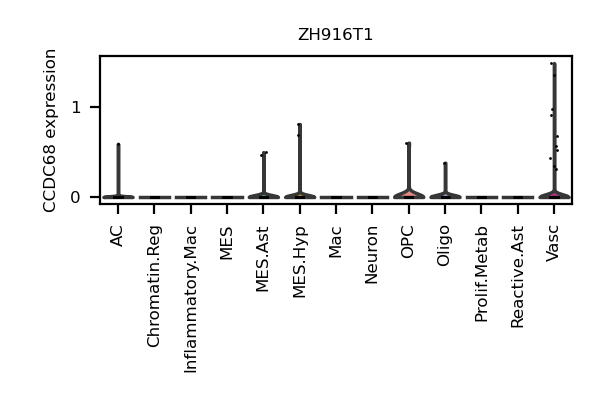 ZH916T1
CCDC68 expression
1
0
AC
Chromatin.Reg
Inflammatory.Mac
MES
MES.Ast
MES.Hyp
Mac
Neuron
OPC
Oligo
Prolif.Metab
Reactive.Ast
Vasc